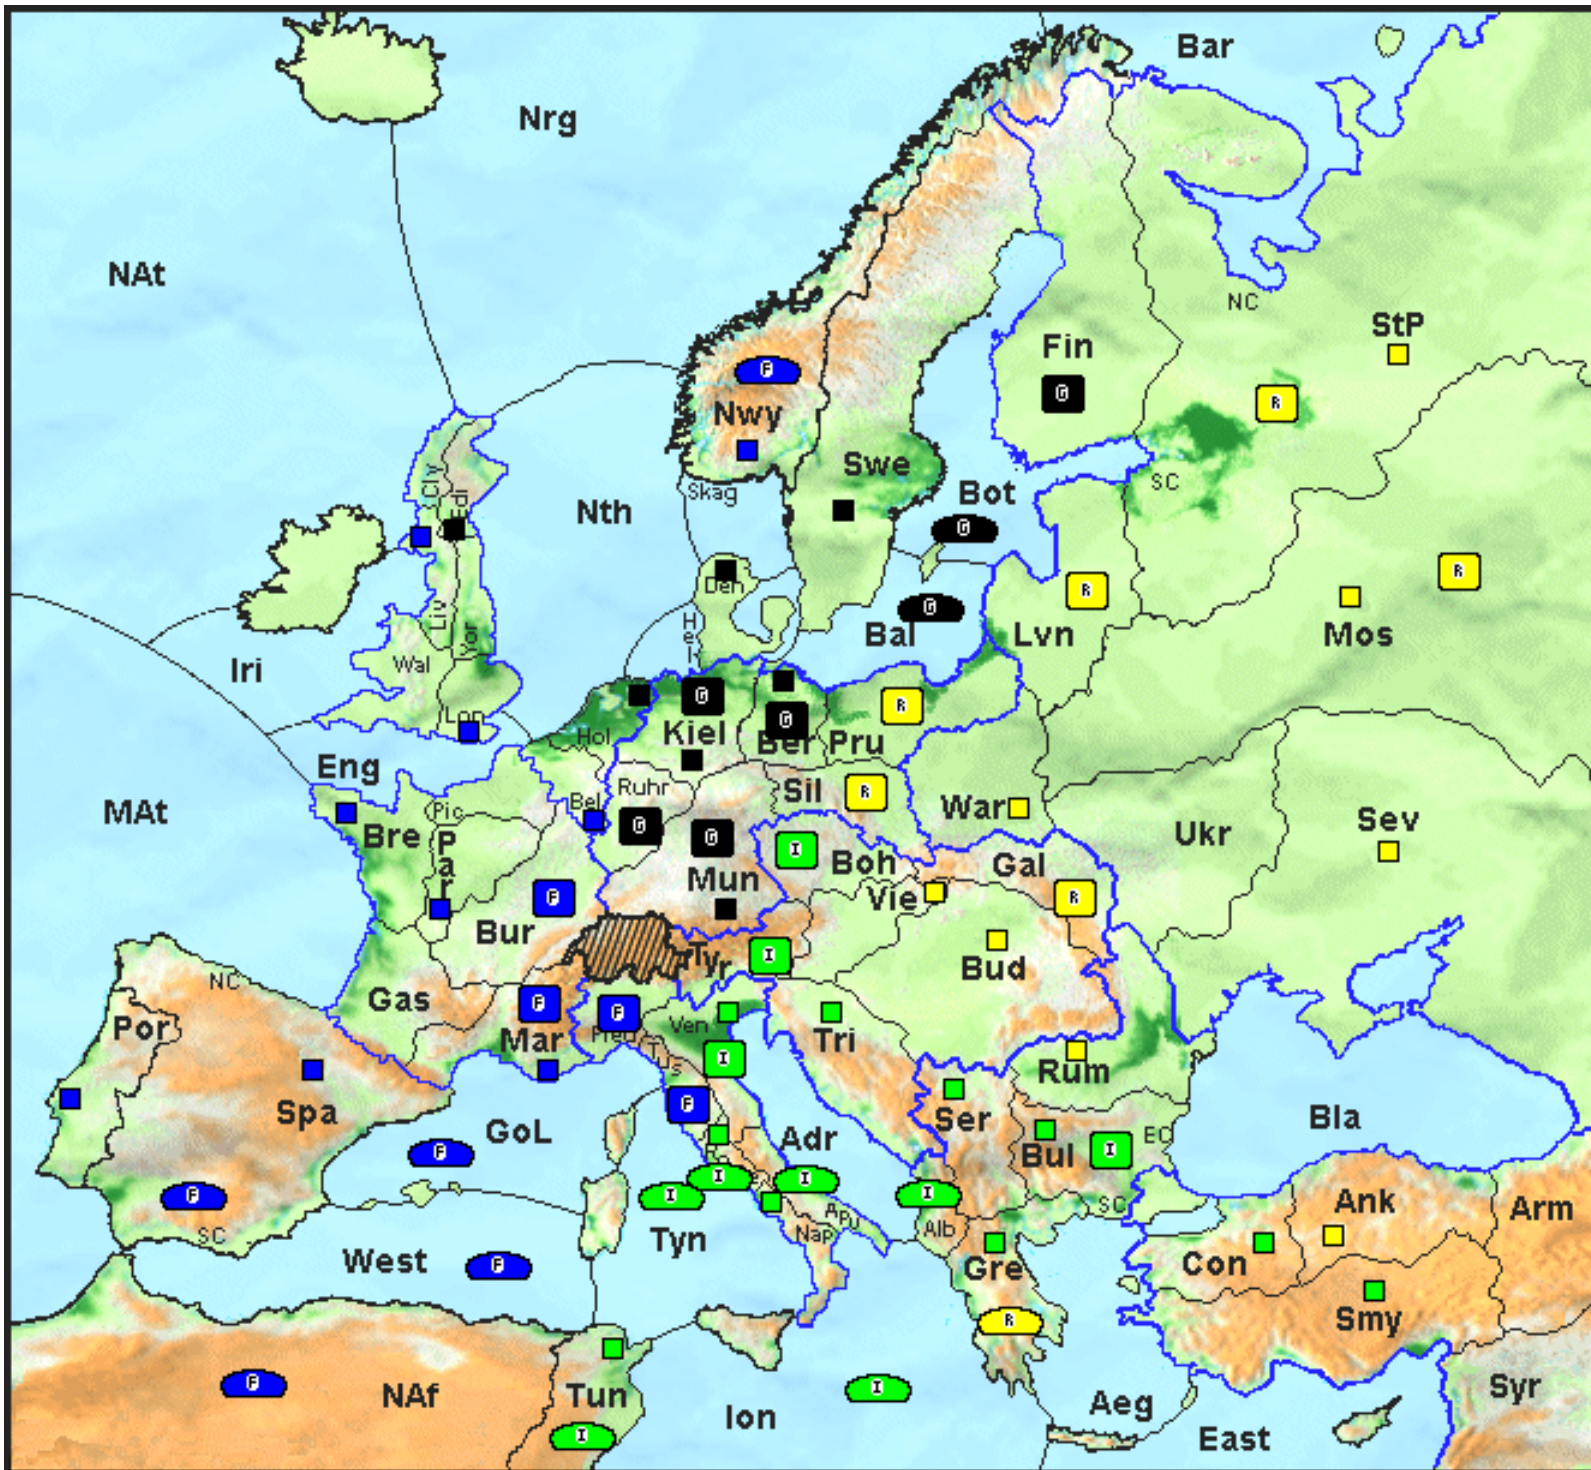 Bar
Nrg
NAt
NC
StP
Fin
R
G
F
Nwy
Swe
Skag
Bot
SC
Cly
Edi
Nth
G
R
R
Den
G
Hel
Bal
Lvn
Mos
Liv
Yor
Wal
Iri
Lon
G
G
R
Hol
Kiel
Ber
Pru
Eng
Ruhr
Sil
R
War
MAt
Pic
Bel
Bre
Par
G
G
I
Boh
Gal
Ukr
Sev
Mun
Vie
F
R
Bur
Tyr
I
Bud
NC
Gas
F
F
Por
Mar
Pied
Ven
Tri
Tus
I
Rum
Spa
F
GoL
Ser
Bla
Adr
Bul
I
EC
F
F
I
I
I
I
SC
Ank
Arm
SC
Tyn
Apu
Nap
Alb
West
F
Gre
Con
R
Smy
F
NAf
Tun
I
Ion
Aeg
Syr
I
East